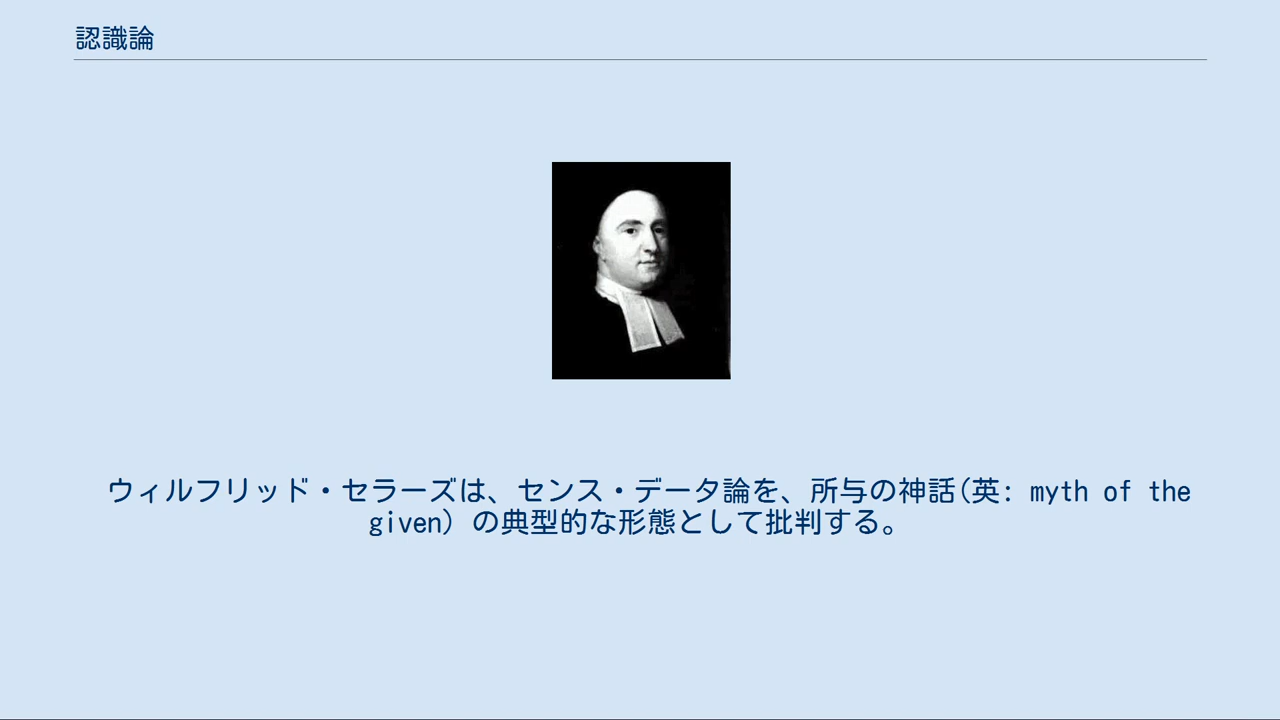 認識論
ウィルフリッド・セラーズは、センス・データ論を、所与の神話(英: myth of the
given) の典型的な形態として批判する。